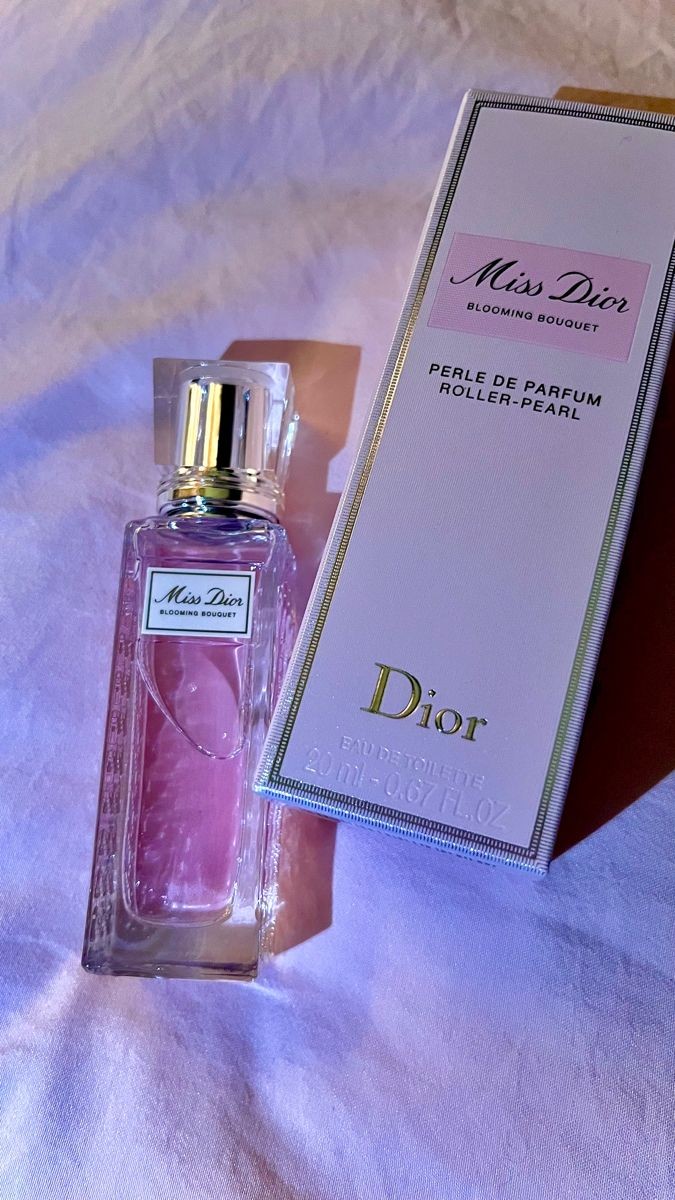 Miss Dior
BLOOMING BOUQUET
PERLE DE PARFUM
ROLLER-PEARL
Dior
EAU DE TOILETTE
20 ml - 0.67 FL.OZ
Miss Dior
BLOOMING BOUQUET